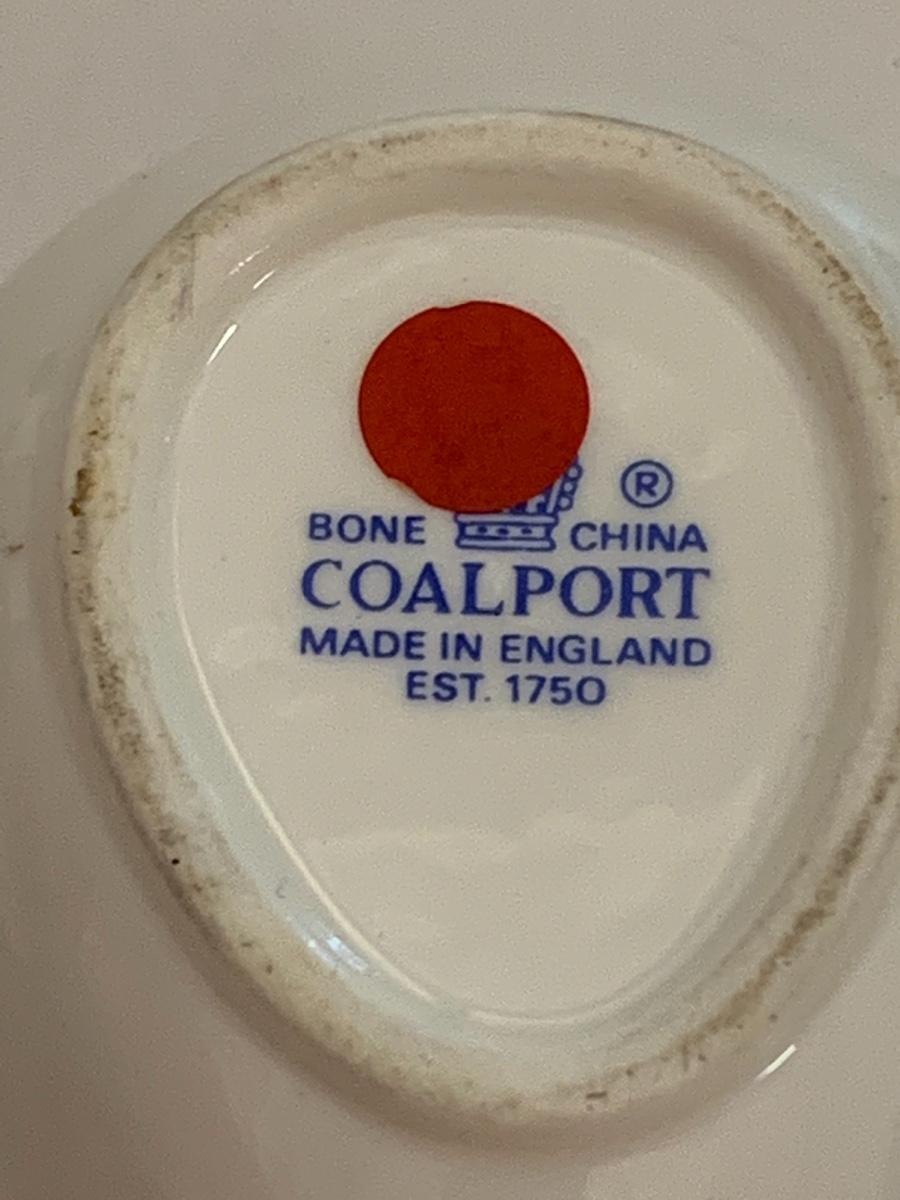 ®
BONE CHINA
COALPORT
MADE IN ENGLAND
EST. 1750